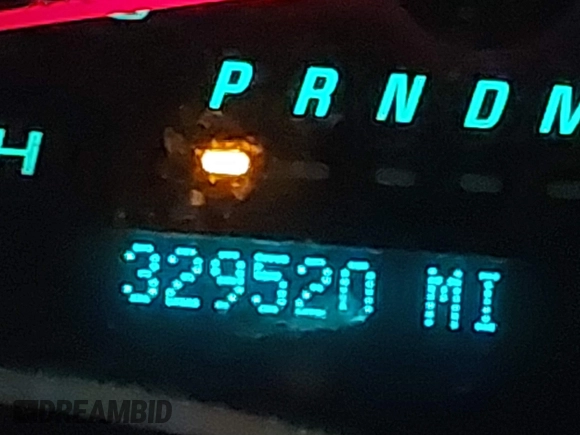 H
P R N D M
329520 MI
DREAMBID